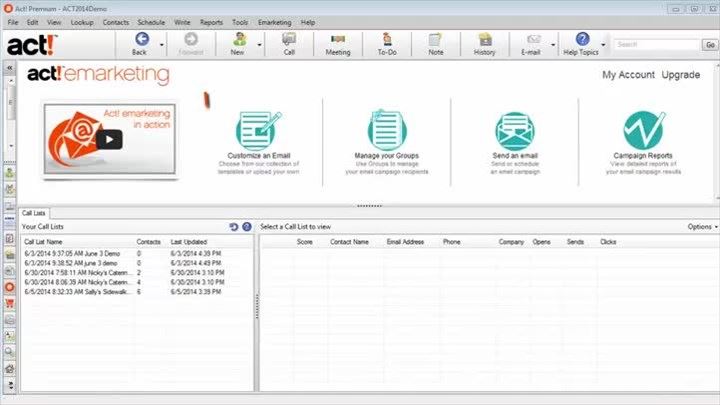 Act! Premium - ACT2014Demo
File Edit View Lookup Contacts Schedule Write Reports Tools Emarketing Help
act! Back Forward New Call Meeting To-Do Note History E-mail Help Topics Search Go
act! emarketing
My Account Upgrade
Act! emarketing
in action
Customize an Email
Choose from our collection of
templates or upload your own
Manage your Groups
Use Groups to manage
your email campaign recipients
Send an email
Send or schedule
an email campaign
Campaign Reports
View detailed reports of
your email campaign results
Call Lists
Your Call Lists
Select a Call List to view
Options
Call List Name Contacts Last Updated
Score Contact Name Email Address Phone Company Opens Sends Clicks
6/3/2014 9:37:05 AM June 3 Demo 0 6/3/2014 4:39 PM
6/3/2014 9:38:52 AM june 3 demo 0 6/3/2014 4:49 PM
6/30/2014 7:58:11 AM Nicky's Caterin... 2 6/30/2014 3:10 PM
6/30/2014 8:06:39 AM Nicky's Caterin... 4 6/30/2014 3:10 PM
6/5/2014 8:32:33 AM Sally's Sidewalk... 6 6/5/2014 3:39 PM